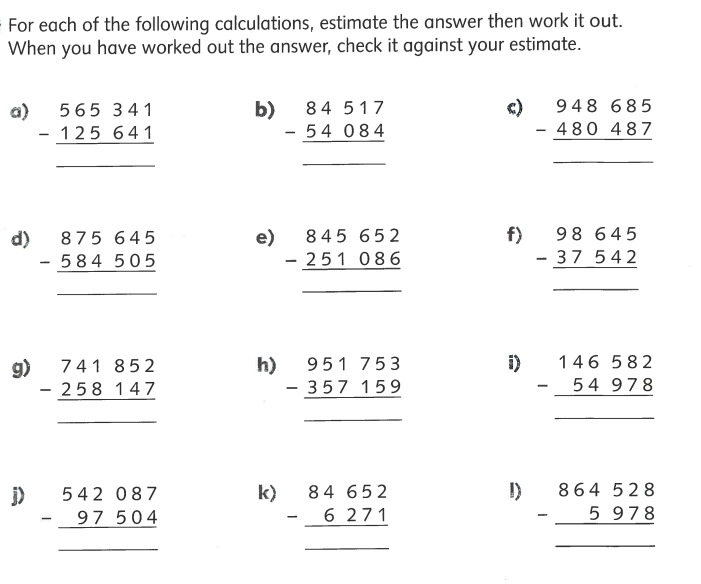 For each of the following calculations, estimate the answer then work it out.
When you have worked out the answer, check it against your estimate.
a) 565 341
- 125 641
b) 84 517
- 54 084
c) 948 685
- 480 487
d) 875 645
- 584 505
e) 845 652
- 251 086
f) 98 645
- 37 542
g) 741 852
- 258 147
h) 951 753
- 357 159
i) 146 582
- 54 978
j) 542 087
- 97 504
k) 84 652
- 6 271
l) 864 528
- 5 978